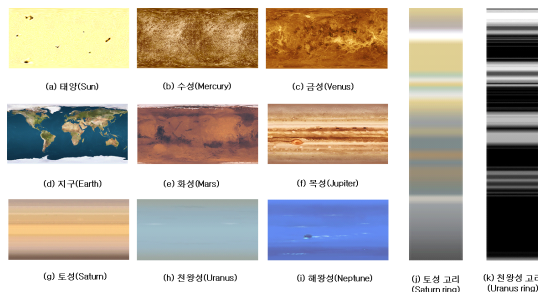 (a) 태양(Sun)
(b) 수성(Mercury)
(c) 금성(Venus)
(d) 지구(Earth)
(e) 화성(Mars)
(f) 목성(Jupiter)
(g) 토성(Saturn)
(h) 천왕성(Uranus)
(i) 해왕성(Neptune)
(j) 토성 고리
(Saturn ring)
(k) 천왕성 고리
(Uranus ring)